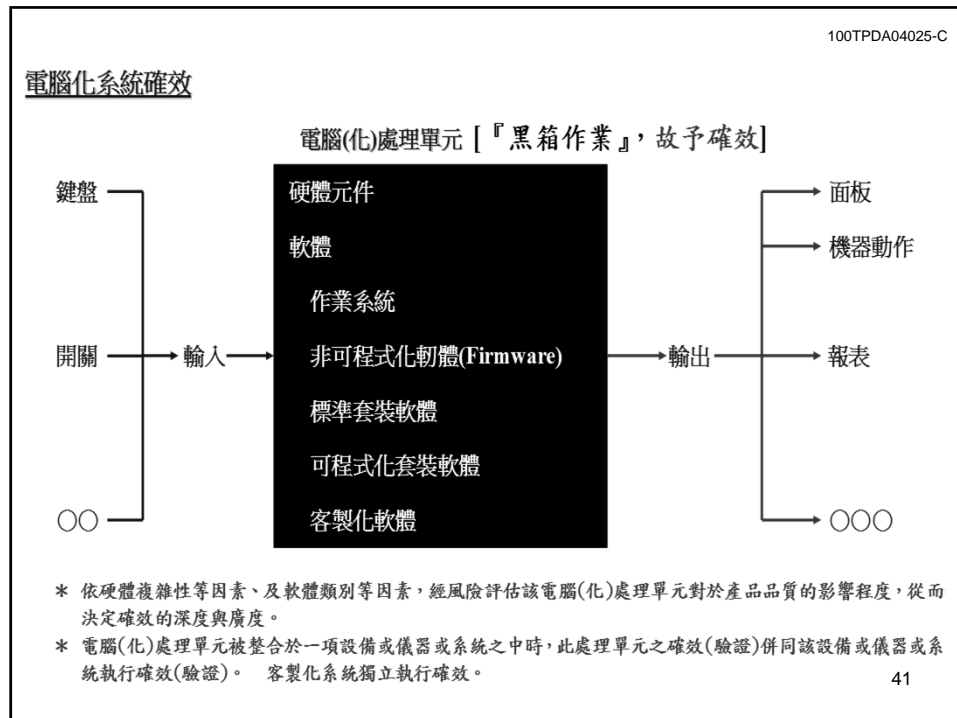 100TPDA04025-C
電腦化系統確效
電腦(化)處理單元 [『黑箱作業』，故予確效]
鍵盤
硬體元件
面板
軟體
機器動作
作業系統
開關
輸入
非可程式化軔體(Firmware)
輸出
報表
標準套裝軟體
可程式化套裝軟體
○○
客製化軟體
○○○
＊ 依硬體複雜性等因素、及軟體類別等因素，經風險評估該電腦(化)處理單元對於產品品質的影響程度，從而
決定確效的深度與廣度。
＊ 電腦(化)處理單元被整合於一項設備或儀器或系統之中時，此處理單元之確效(驗證)併同該設備或儀器或系
統執行確效(驗證)。 客製化系統獨立執行確效。
41